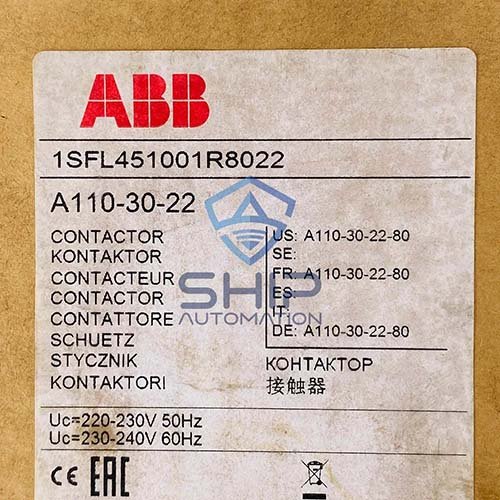 ABB
1SFL451001R8022
A110-30-22
CONTACTOR
KONTAKTOR
CONTACTEUR
CONTACTOR
CONTATTORE
SCHUETZ
STYCZNIK
KONTAKTORI
US: A110-30-22-80
SE:
FR: A110-30-22-80
ES:
IT:
DE: A110-30-22-80
КОНТАКТОР
接触器
SHIP
AUTOMATION
Uc=220-230V 50Hz
Uc=230-240V 60Hz
CE EAC